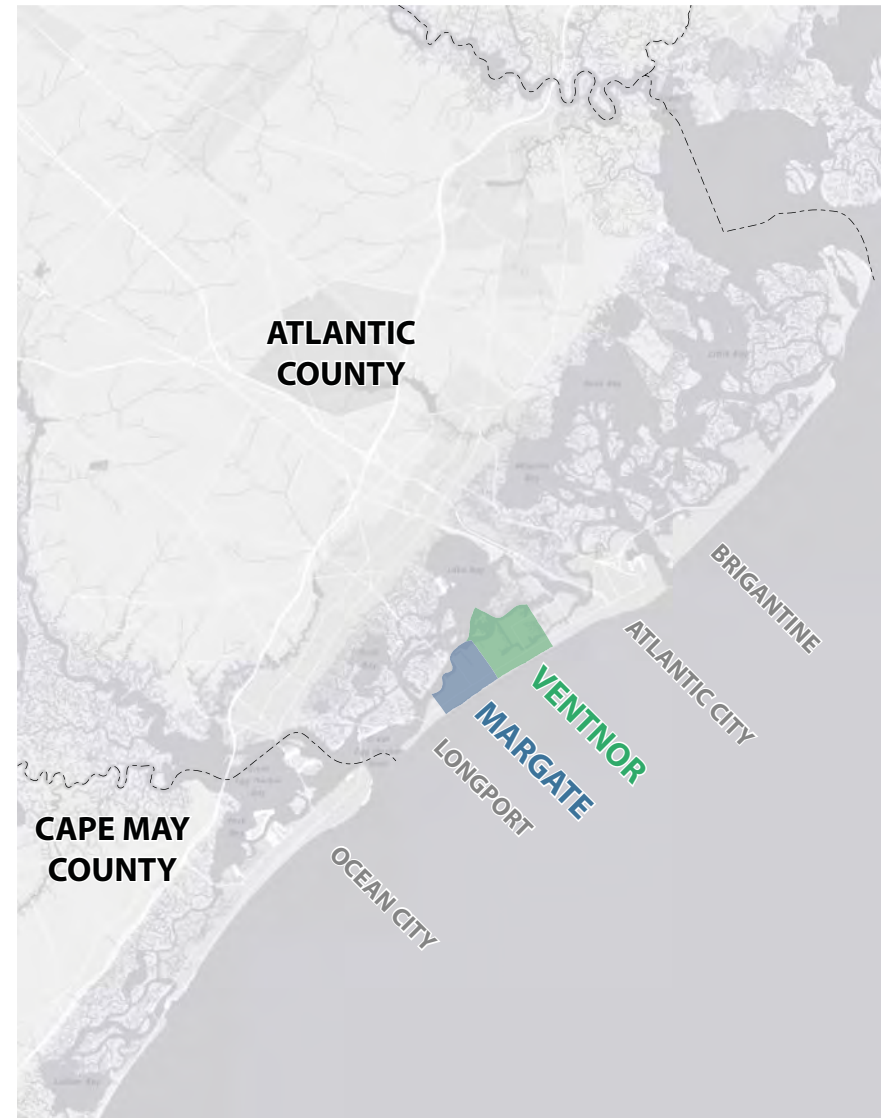 ATLANTIC
COUNTY
BRIGANTINE
ATLANTIC CITY
VENTNOR
MARGATE
LONGPORT
CAPE MAY
COUNTY
OCEAN CITY